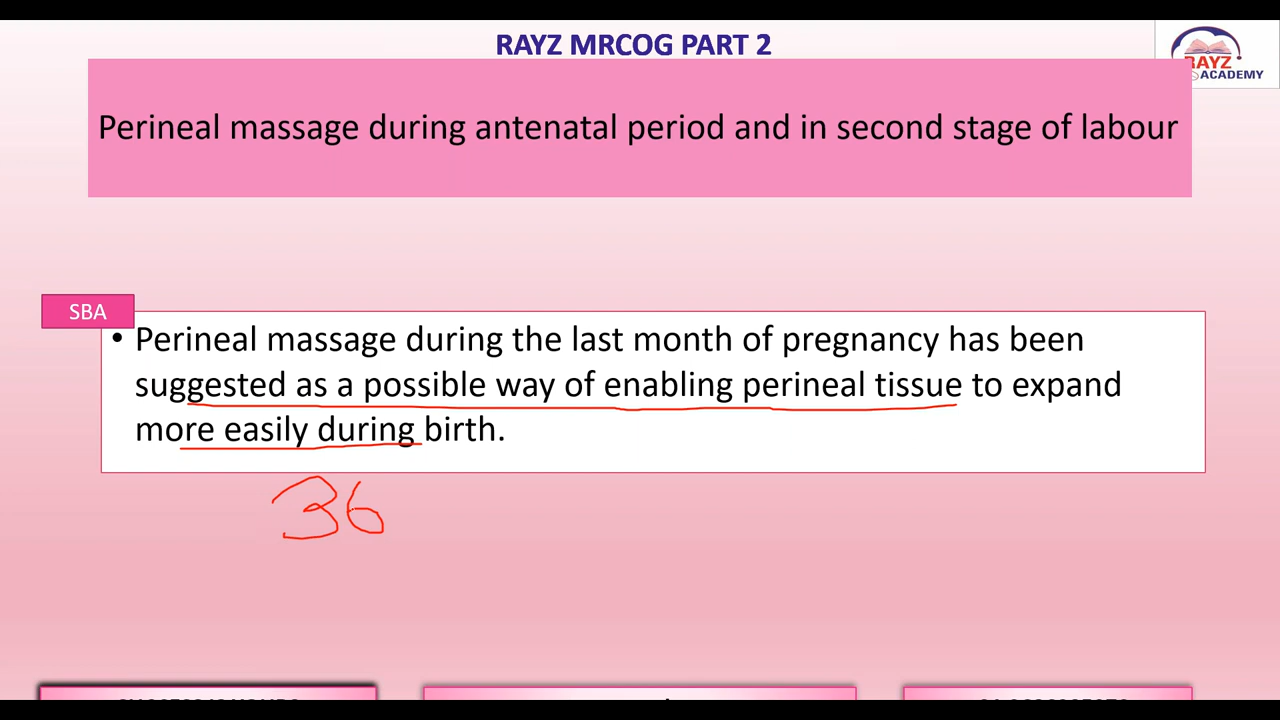 RAYZ MRCOG PART 2
RAYZ
ACADEMY
Perineal massage during antenatal period and in second stage of labour
SBA
• Perineal massage during the last month of pregnancy has been
suggested as a possible way of enabling perineal tissue to expand
more easily during birth.
36